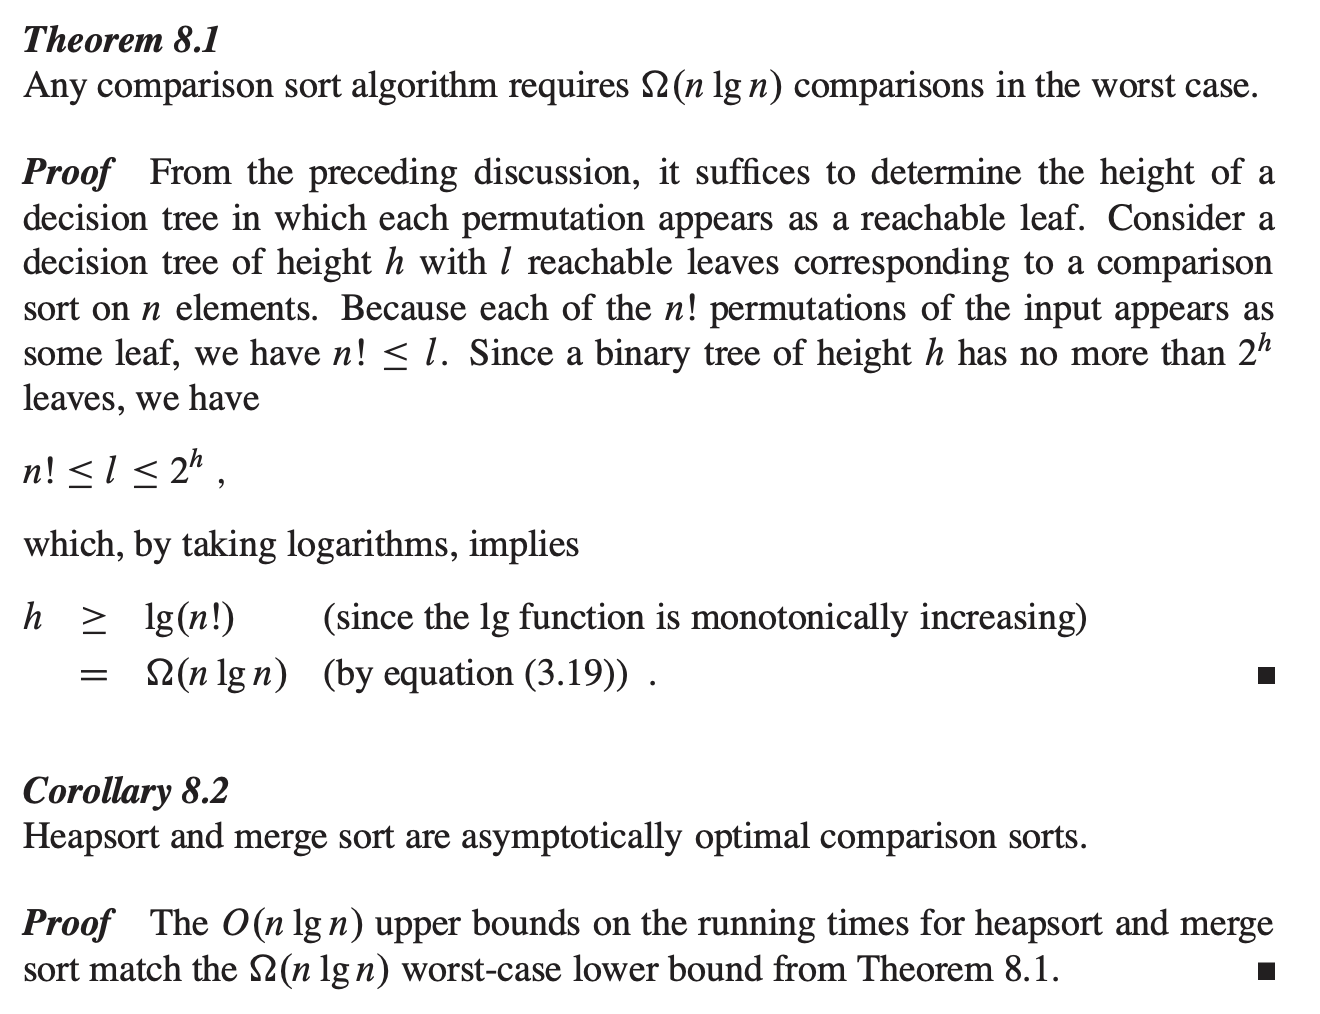 Theorem 8.1
Any comparison sort algorithm requires Ω(n lg n) comparisons in the worst case.
Proof From the preceding discussion, it suffices to determine the height of a
decision tree in which each permutation appears as a reachable leaf. Consider a
decision tree of height h with l reachable leaves corresponding to a comparison
sort on n elements. Because each of the n! permutations of the input appears as
some leaf, we have n! ≤ l. Since a binary tree of height h has no more than 2^h
leaves, we have
n! ≤ l ≤ 2^h ,
which, by taking logarithms, implies
h ≥ lg(n!) (since the lg function is monotonically increasing)
= Ω(n lg n) (by equation (3.19)) . ■
Corollary 8.2
Heapsort and merge sort are asymptotically optimal comparison sorts.
Proof The O(n lg n) upper bounds on the running times for heapsort and merge
sort match the Ω(n lg n) worst-case lower bound from Theorem 8.1. ■